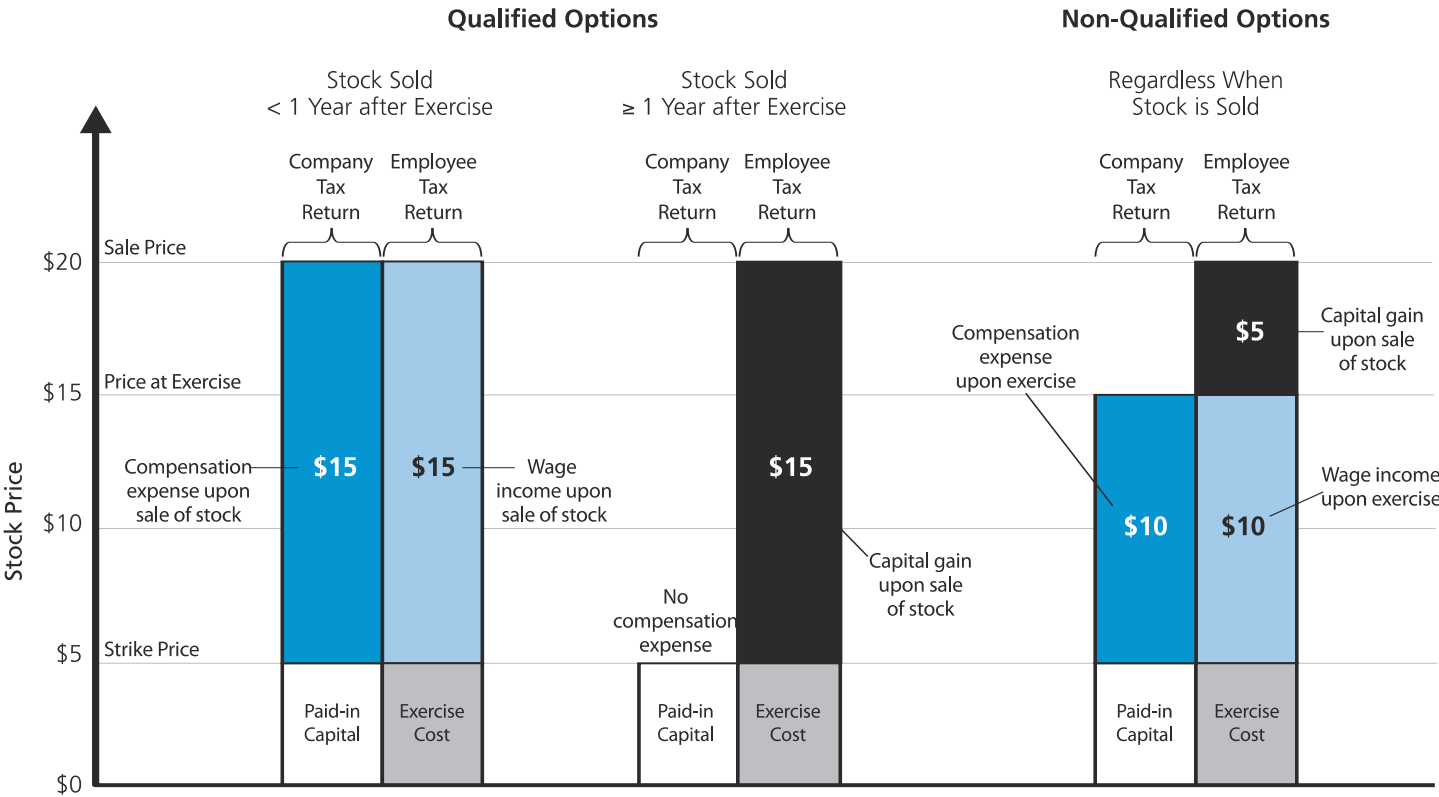 Qualified Options
Non-Qualified Options
Stock Sold
< 1 Year after Exercise
Stock Sold
≥ 1 Year after Exercise
Regardless When
Stock is Sold
Company
Tax
Return
Employee
Tax
Return
Company
Tax
Return
Employee
Tax
Return
Company
Tax
Return
Employee
Tax
Return
Stock Price
$20
Sale Price
$15
Price at Exercise
$10
$5
Strike Price
$0
Compensation
expense upon
sale of stock
$15
$15
Wage
income upon
sale of stock
Paid-in
Capital
Exercise
Cost
No
compensation
expense
$15
Capital gain
upon sale
of stock
Paid-in
Capital
Exercise
Cost
Compensation
expense
upon exercise
$5
Capital gain
upon sale
of stock
$10
$10
Wage income
upon exercise
Paid-in
Capital
Exercise
Cost